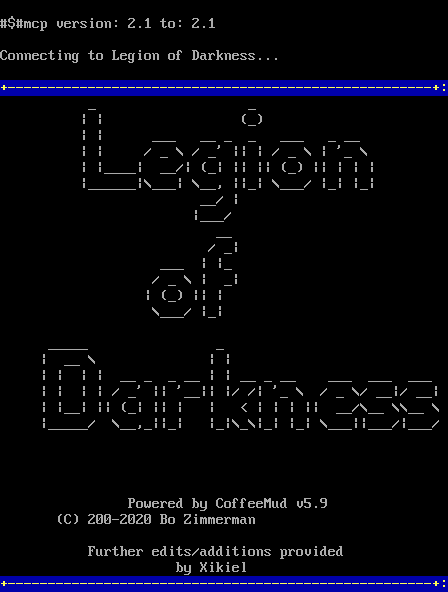 #$#mcp version: 2.1 to: 2.1
Connecting to Legion of Darkness...
Legion
of
Darkness
Powered by CoffeeMud v5.9
(C) 200-2020 Bo Zimmerman
Further edits/additions provided
by Xikiel